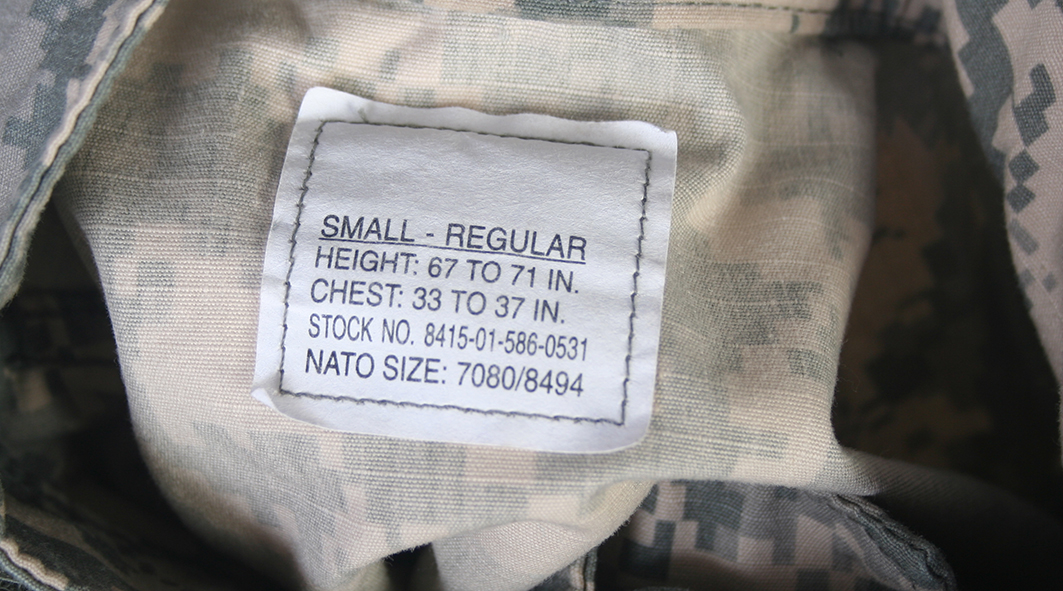 SMALL - REGULAR
HEIGHT: 67 TO 71 IN.
CHEST: 33 TO 37 IN.
STOCK NO. 8415-01-586-0531
NATO SIZE: 7080/8494